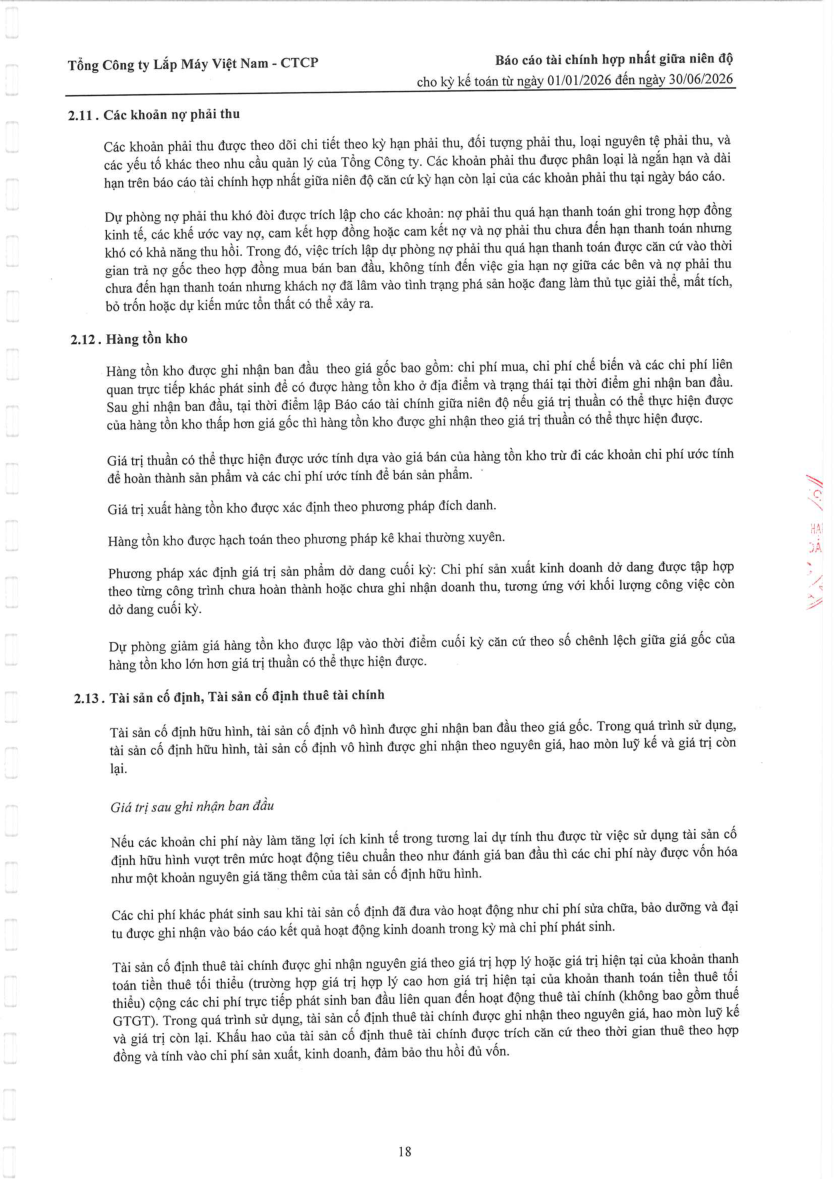 Tổng Công ty Lắp Máy Việt Nam - CTCP
Báo cáo tài chính hợp nhất giữa niên độ
cho kỳ kế toán từ ngày 01/01/2026 đến ngày 30/06/2026
2.11 . Các khoản nợ phải thu
Các khoản phải thu được theo dõi chi tiết theo kỳ hạn phải thu, đối tượng phải thu, loại nguyên tệ phải thu, và
các yếu tố khác theo nhu cầu quản lý của Tổng Công ty. Các khoản phải thu được phân loại là ngắn hạn và dài
hạn trên báo cáo tài chính hợp nhất giữa niên độ căn cứ kỳ hạn còn lại của các khoản phải thu tại ngày báo cáo.
Dự phòng nợ phải thu khó đòi được trích lập cho các khoản: nợ phải thu quá hạn thanh toán ghi trong hợp đồng
kinh tế, các khế ước vay nợ, cam kết hợp đồng hoặc cam kết nợ và nợ phải thu chưa đến hạn thanh toán nhưng
khó có khả năng thu hồi. Trong đó, việc trích lập dự phòng nợ phải thu quá hạn thanh toán được căn cứ vào thời
gian trả nợ gốc theo hợp đồng mua bán ban đầu, không tính đến việc gia hạn nợ giữa các bên và nợ phải thu
chưa đến hạn thanh toán nhưng khách nợ đã lâm vào tình trạng phá sản hoặc đang làm thủ tục giải thể, mất tích,
bỏ trốn hoặc dự kiến mức tổn thất có thể xảy ra.
2.12 . Hàng tồn kho
Hàng tồn kho được ghi nhận ban đầu theo giá gốc bao gồm: chi phí mua, chi phí chế biến và các chi phí liên
quan trực tiếp khác phát sinh để có được hàng tồn kho ở địa điểm và trạng thái tại thời điểm ghi nhận ban đầu.
Sau ghi nhận ban đầu, tại thời điểm lập Báo cáo tài chính giữa niên độ nếu giá trị thuần có thể thực hiện được
của hàng tồn kho thấp hơn giá gốc thì hàng tồn kho được ghi nhận theo giá trị thuần có thể thực hiện được.
Giá trị thuần có thể thực hiện được ước tính dựa vào giá bán của hàng tồn kho trừ đi các khoản chi phí ước tính
để hoàn thành sản phẩm và các chi phí ước tính để bán sản phẩm.
Giá trị xuất hàng tồn kho được xác định theo phương pháp đích danh.
Hàng tồn kho được hạch toán theo phương pháp kê khai thường xuyên.
Phương pháp xác định giá trị sản phẩm dở dang cuối kỳ: Chi phí sản xuất kinh doanh dở dang được tập hợp
theo từng công trình chưa hoàn thành hoặc chưa ghi nhận doanh thu, tương ứng với khối lượng công việc còn
dở dang cuối kỳ.
Dự phòng giảm giá hàng tồn kho được lập vào thời điểm cuối kỳ căn cứ theo số chênh lệch giữa giá gốc của
hàng tồn kho lớn hơn giá trị thuần có thể thực hiện được.
2.13 . Tài sản cố định, Tài sản cố định thuê tài chính
Tài sản cố định hữu hình, tài sản cố định vô hình được ghi nhận ban đầu theo giá gốc. Trong quá trình sử dụng,
tài sản cố định hữu hình, tài sản cố định vô hình được ghi nhận theo nguyên giá, hao mòn luỹ kế và giá trị còn
lại.
Giá trị sau ghi nhận ban đầu
Nếu các khoản chi phí này làm tăng lợi ích kinh tế trong tương lai dự tính thu được từ việc sử dụng tài sản cố
định hữu hình vượt trên mức hoạt động tiêu chuẩn theo như đánh giá ban đầu thì các chi phí này được vốn hóa
như một khoản nguyên giá tăng thêm của tài sản cố định hữu hình.
Các chi phí khác phát sinh sau khi tài sản cố định đã đưa vào hoạt động như chi phí sửa chữa, bảo dưỡng và đại
tu được ghi nhận vào báo cáo kết quả hoạt động kinh doanh trong kỳ mà chi phí phát sinh.
Tài sản cố định thuê tài chính được ghi nhận nguyên giá theo giá trị hợp lý hoặc giá trị hiện tại của khoản thanh
toán tiền thuê tối thiểu (trường hợp giá trị hợp lý cao hơn giá trị hiện tại của khoản thanh toán tiền thuê tối
thiểu) cộng các chi phí trực tiếp phát sinh ban đầu liên quan đến hoạt động thuê tài chính (không bao gồm thuế
GTGT). Trong quá trình sử dụng, tài sản cố định thuê tài chính được ghi nhận theo nguyên giá, hao mòn luỹ kế
và giá trị còn lại. Khấu hao của tài sản cố định thuê tài chính được trích căn cứ theo thời gian thuê theo hợp
đồng và tính vào chi phí sản xuất, kinh doanh, đảm bảo thu hồi đủ vốn.
18